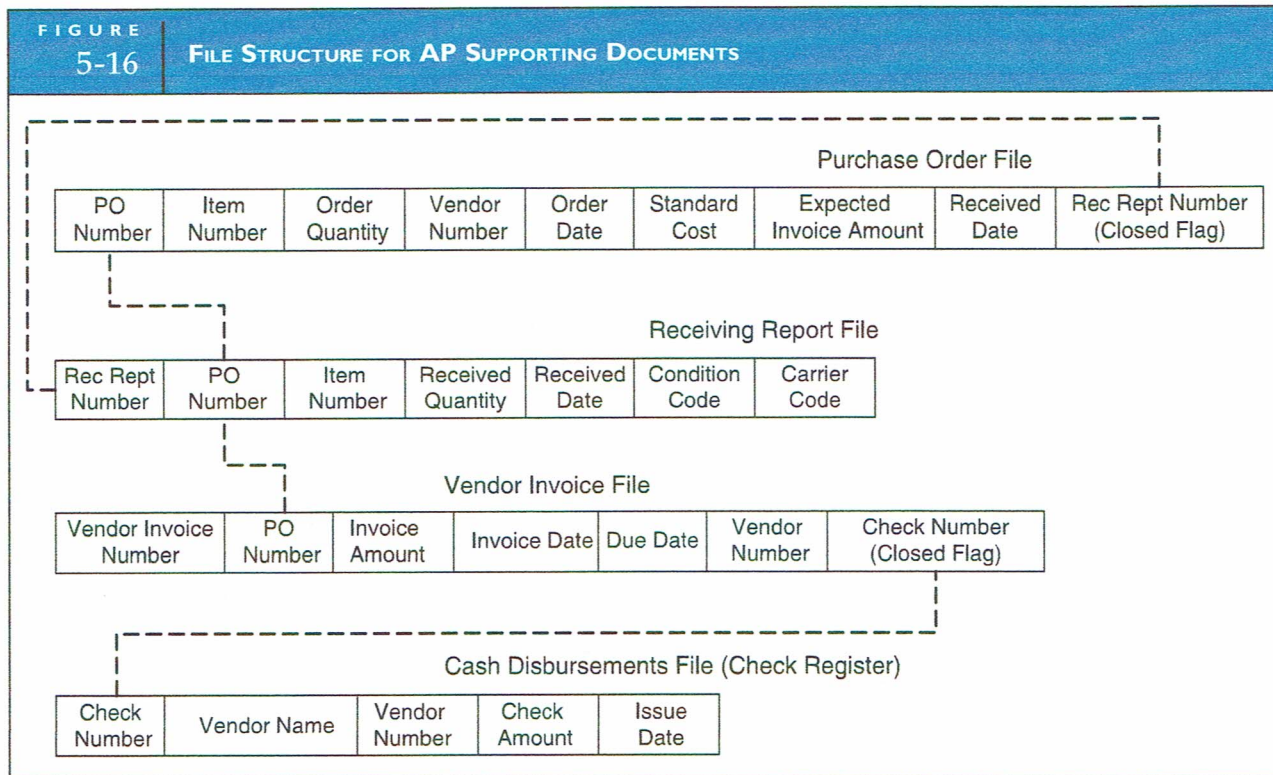 FIGURE
5-16
FILE STRUCTURE FOR AP SUPPORTING DOCUMENTS
Purchase Order File
PO Number
Item Number
Order Quantity
Vendor Number
Order Date
Standard Cost
Expected Invoice Amount
Received Date
Rec Rept Number (Closed Flag)
Receiving Report File
Rec Rept Number
PO Number
Item Number
Received Quantity
Received Date
Condition Code
Carrier Code
Vendor Invoice File
Vendor Invoice Number
PO Number
Invoice Amount
Invoice Date
Due Date
Vendor Number
Check Number (Closed Flag)
Cash Disbursements File (Check Register)
Check Number
Vendor Name
Vendor Number
Check Amount
Issue Date